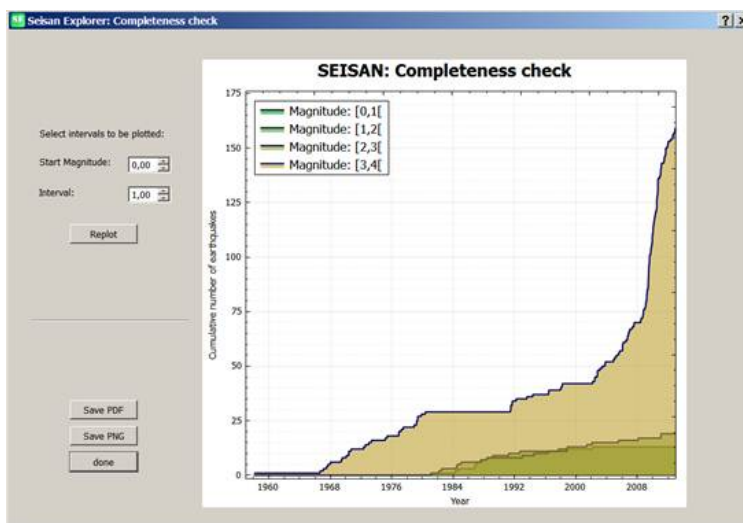 SE Seisan Explorer: Completeness check
Select intervals to be plotted:
Start Magnitude: 0,00
Interval: 1,00
Replot
Save PDF
Save PNG
done
SEISAN: Completeness check
Magnitude: [0,1[
Magnitude: [1,2[
Magnitude: [2,3[
Magnitude: [3,4[
Cumulative number of earthquakes
175
150
125
100
75
50
25
0
1960 1968 1976 1984 1992 2000 2008
Year